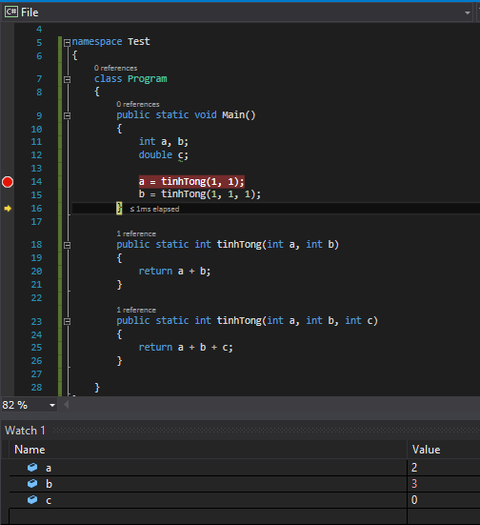 C# File
4
5 namespace Test
6 {
0 references
7 class Program
8 {
0 references
9 public static void Main()
10 {
11 int a, b;
12 double c;
13
14 a = tinhTong(1, 1);
15 b = tinhTong(1, 1, 1);
16 } ≤ 1ms elapsed
17
1 reference
18 public static int tinhTong(int a, int b)
19 {
20 return a + b;
21 }
22
1 reference
23 public static int tinhTong(int a, int b, int c)
24 {
25 return a + b + c;
26 }
27
28 }
82 %
Watch 1
Name Value
a 2
b 3
c 0